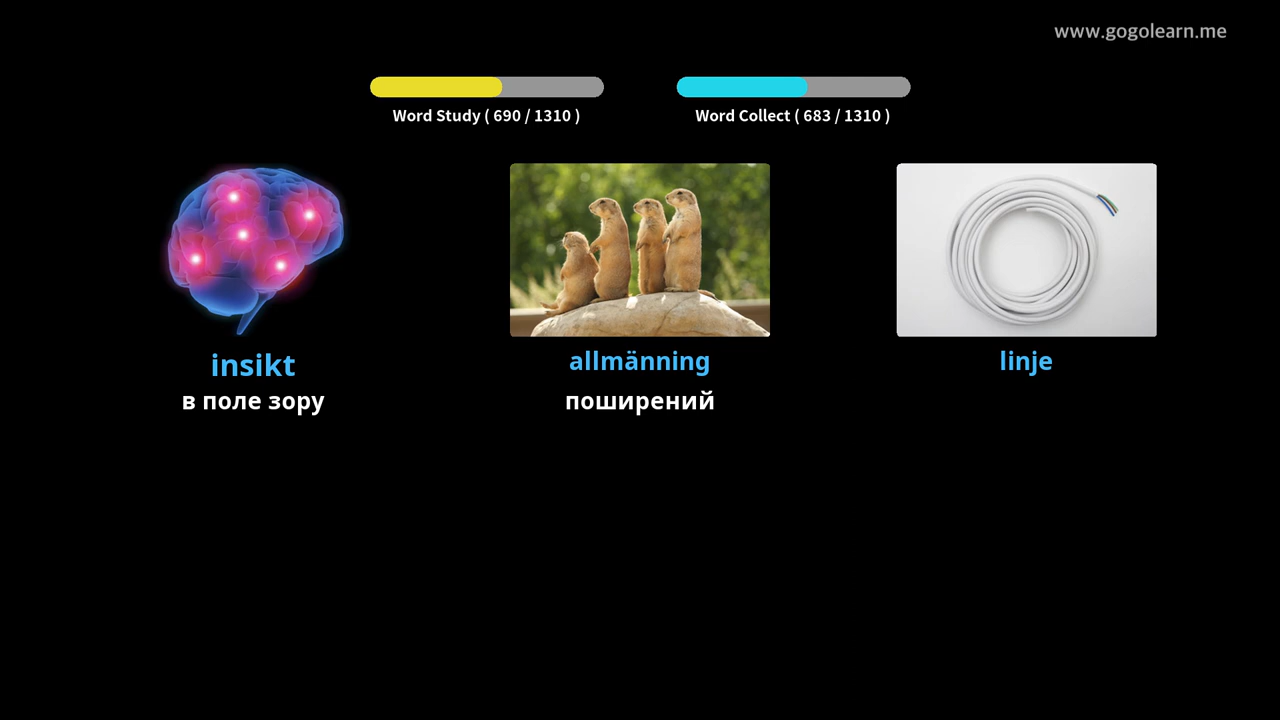 www.gogolearn.me
Word Study ( 690 / 1310 )
Word Collect ( 683 / 1310 )
insikt
в поле зору
allmänning
поширений
linje